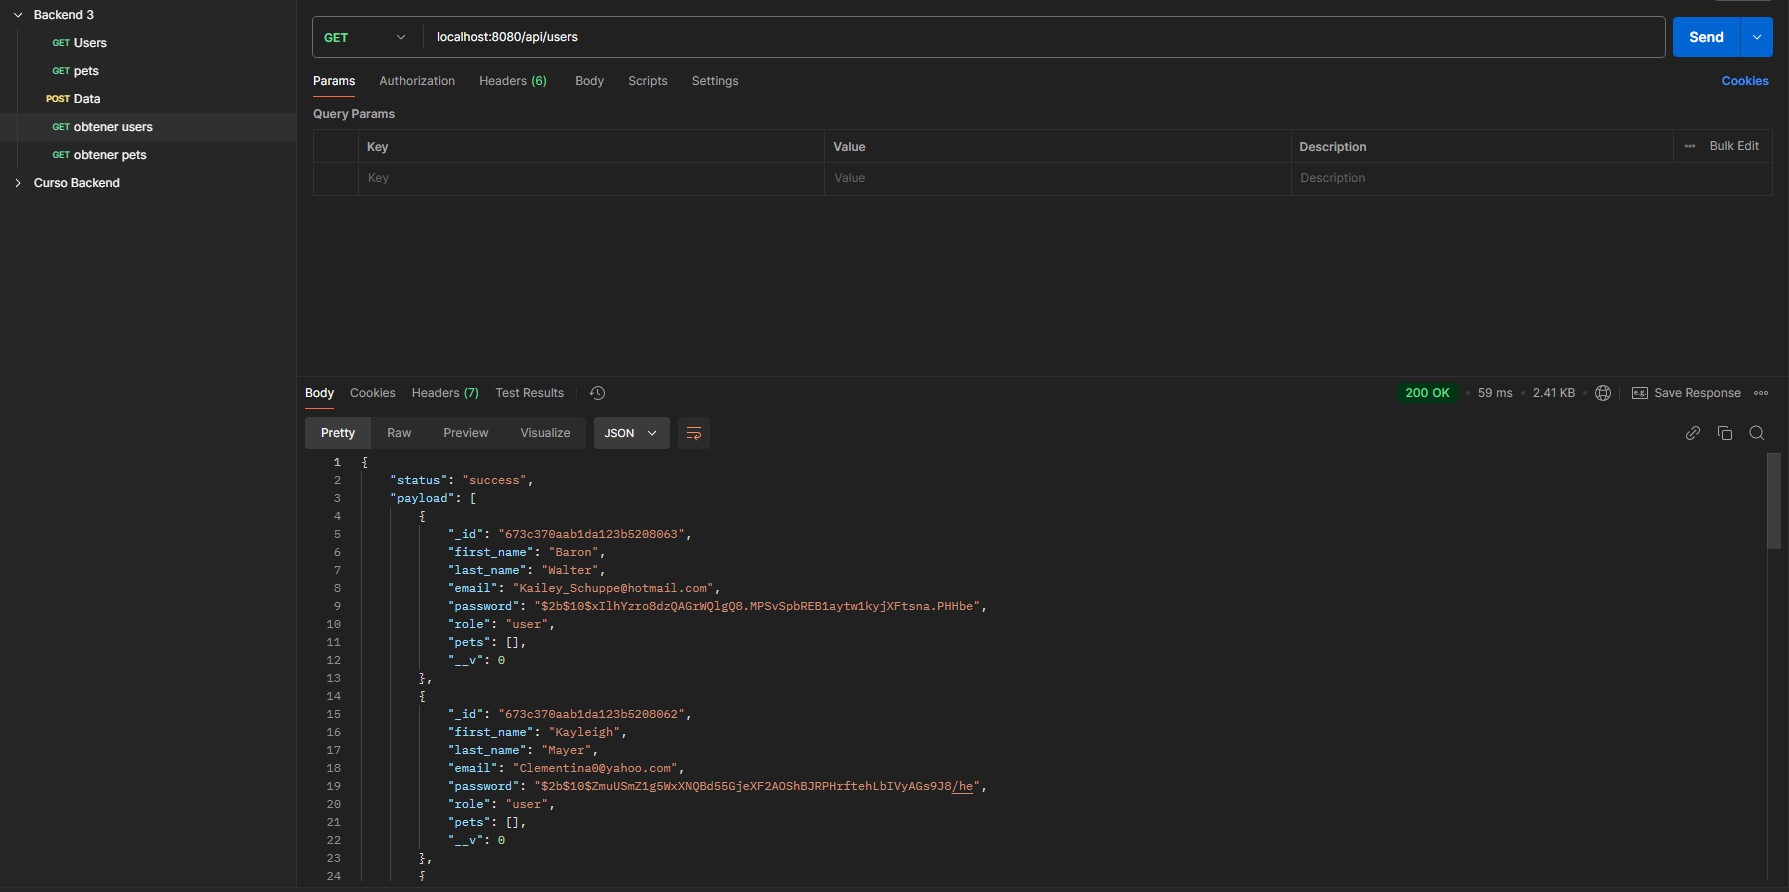 Backend 3
GET Users
GET pets
POST Data
GET obtener users
GET obtener pets
Curso Backend
GET localhost:8080/api/users Send
Params Authorization Headers (6) Body Scripts Settings Cookies
Query Params
Key Value Description Bulk Edit
Key Value Description
Body Cookies Headers (7) Test Results 200 OK • 59 ms • 2.41 KB • e.g. Save Response
Pretty Raw Preview Visualize JSON
1 {
2 "status": "success",
3 "payload": [
4 {
5 "_id": "673c370aab1da123b5208063",
6 "first_name": "Baron",
7 "last_name": "Walter",
8 "email": "Kailey_Schuppe@hotmail.com",
9 "password": "$2b$10$xIlhYzro8dzQAGrWQlgQ8.MPSvSpbREB1aytw1kyjXFtsna.PHHbe",
10 "role": "user",
11 "pets": [],
12 "__v": 0
13 },
14 {
15 "_id": "673c370aab1da123b5208062",
16 "first_name": "Kayleigh",
17 "last_name": "Mayer",
18 "email": "Clementina0@yahoo.com",
19 "password": "$2b$10$ZmuUSmZ1g5WxXNQBd55GjeXF2AOShBJRPHrftehLbIVyAGs9J8/he",
20 "role": "user",
21 "pets": [],
22 "__v": 0
23 },
24 {